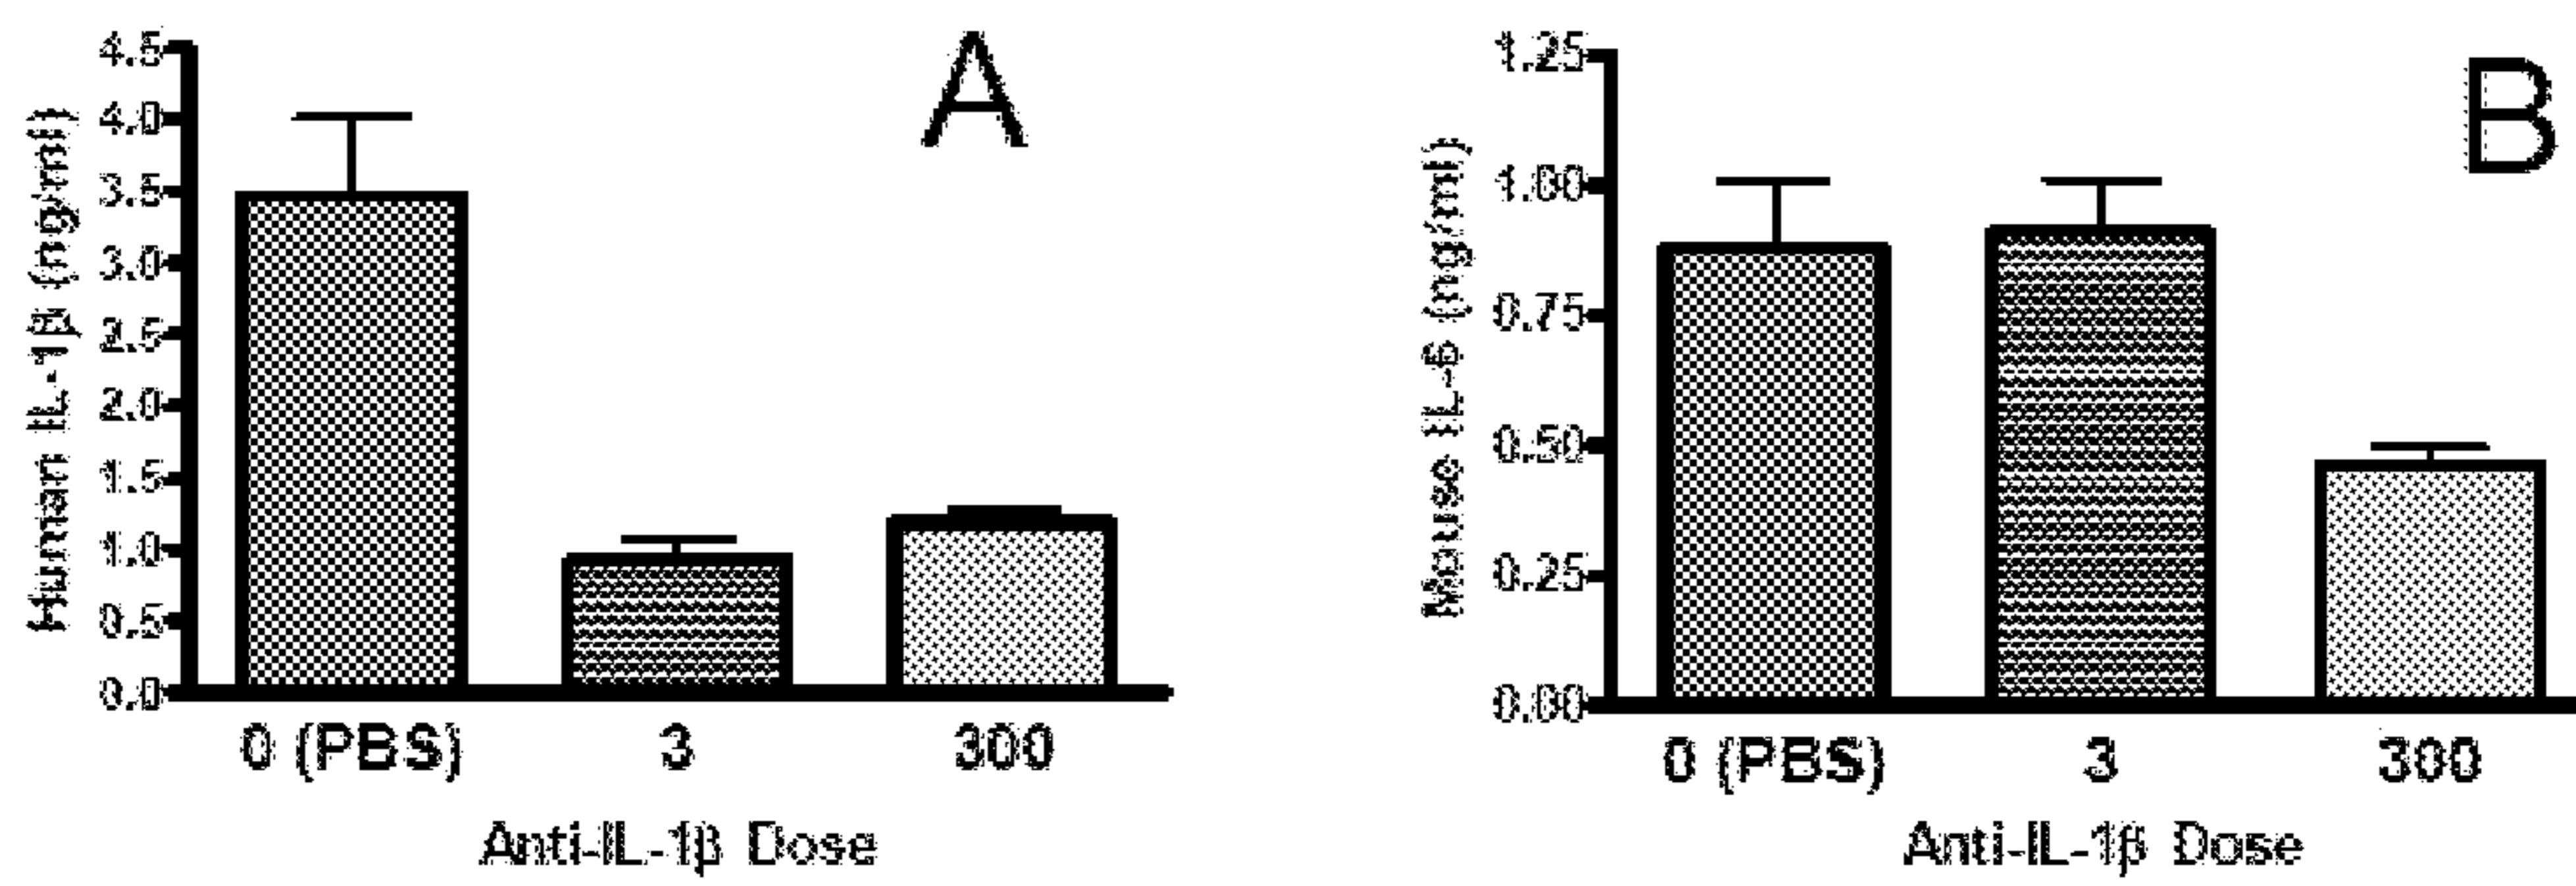 A
Human IL-1β (ng/ml)
4.5
4.0
3.5
3.0
2.5
2.0
1.5
1.0
0.5
0.0
0 (PBS) 3 300
Anti-IL-1β Dose
B
Mouse IL-6 (ng/ml)
1.25
1.00
0.75
0.50
0.25
0.00
0 (PBS) 3 300
Anti-IL-1β Dose